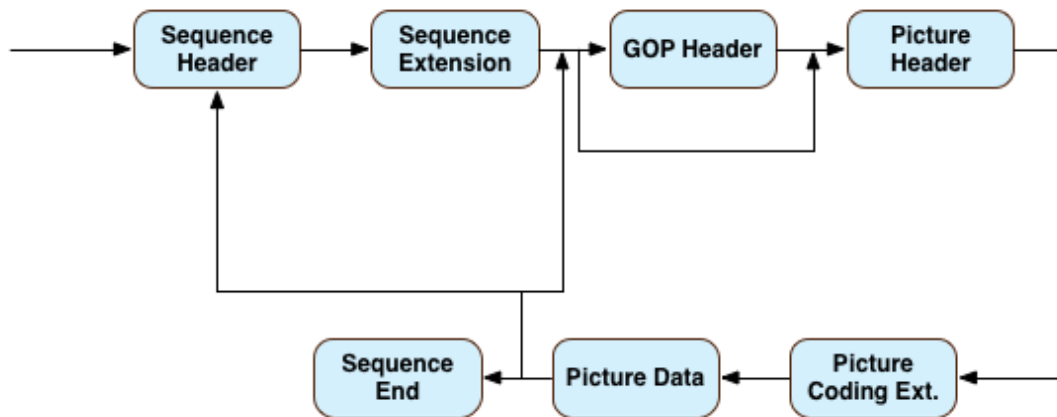 Sequence
Header
Sequence
Extension
GOP Header
Picture
Header
Sequence
End
Picture Data
Picture
Coding Ext.